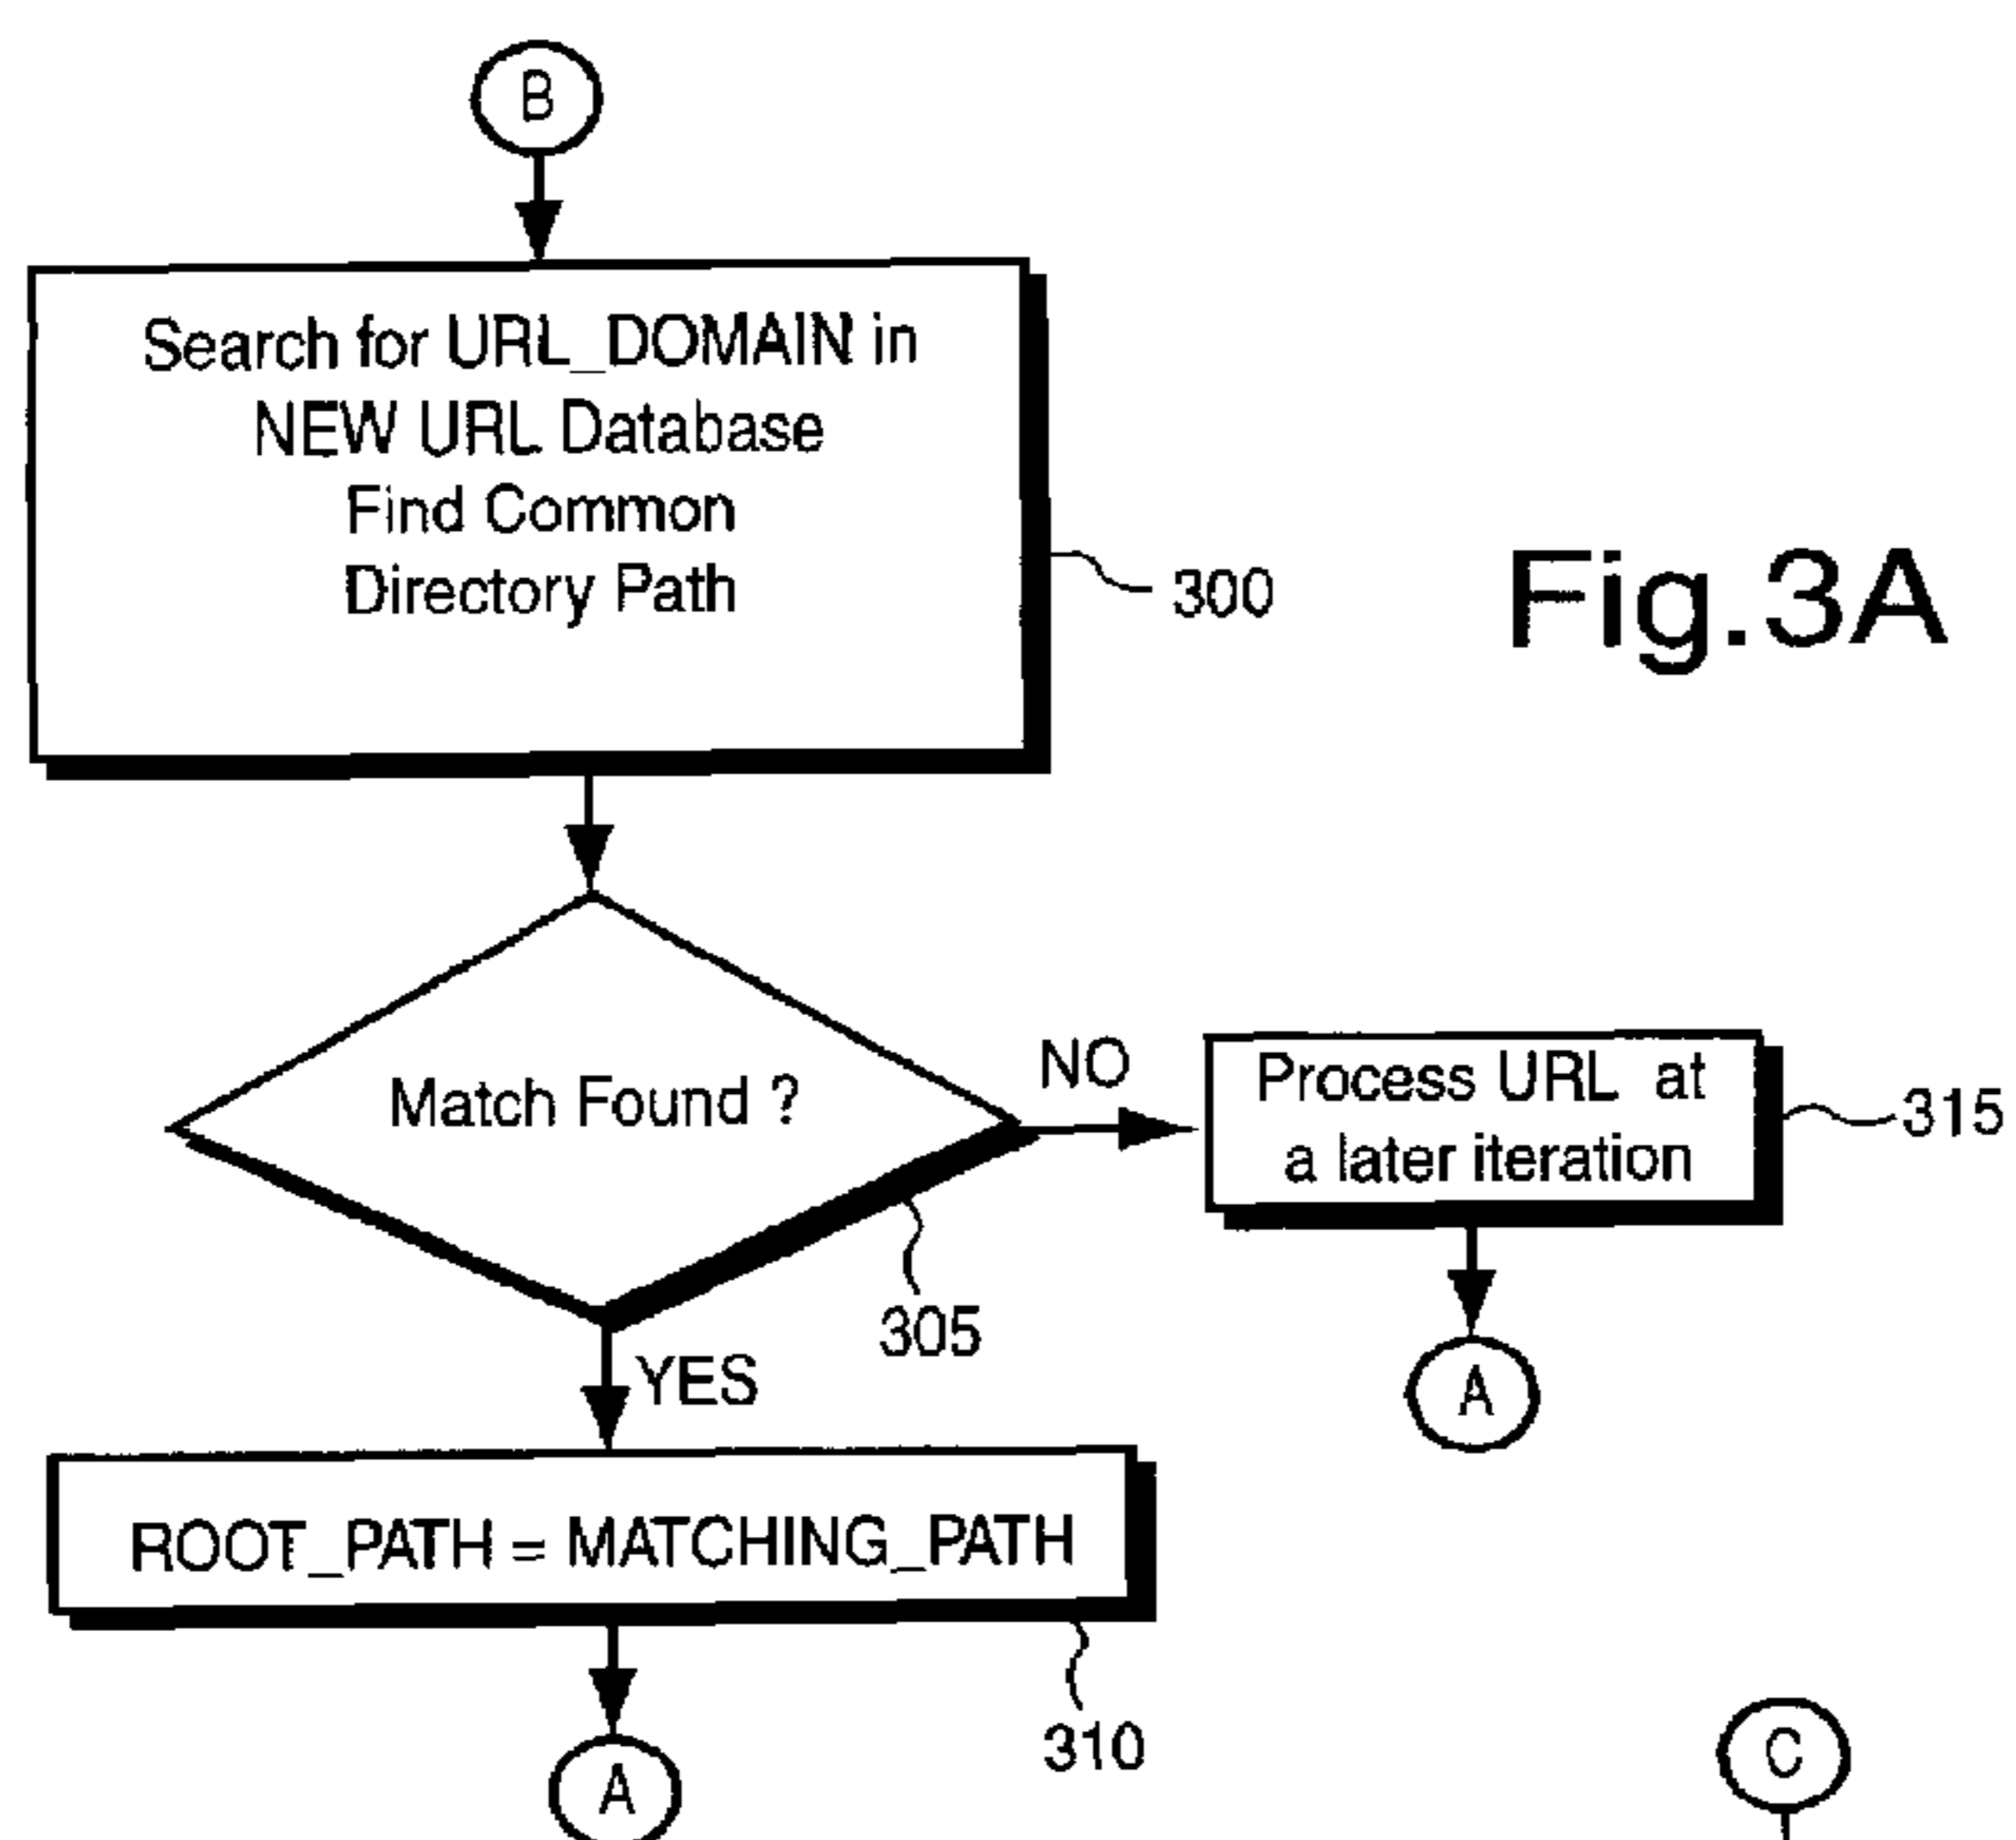 B
Search for URL_DOMAIN in
NEW URL Database
Find Common
Directory Path
300
Fig.3A
Match Found ?
NO
Process URL at
a later iteration
315
305
YES
A
ROOT_PATH = MATCHING_PATH
310
A
C